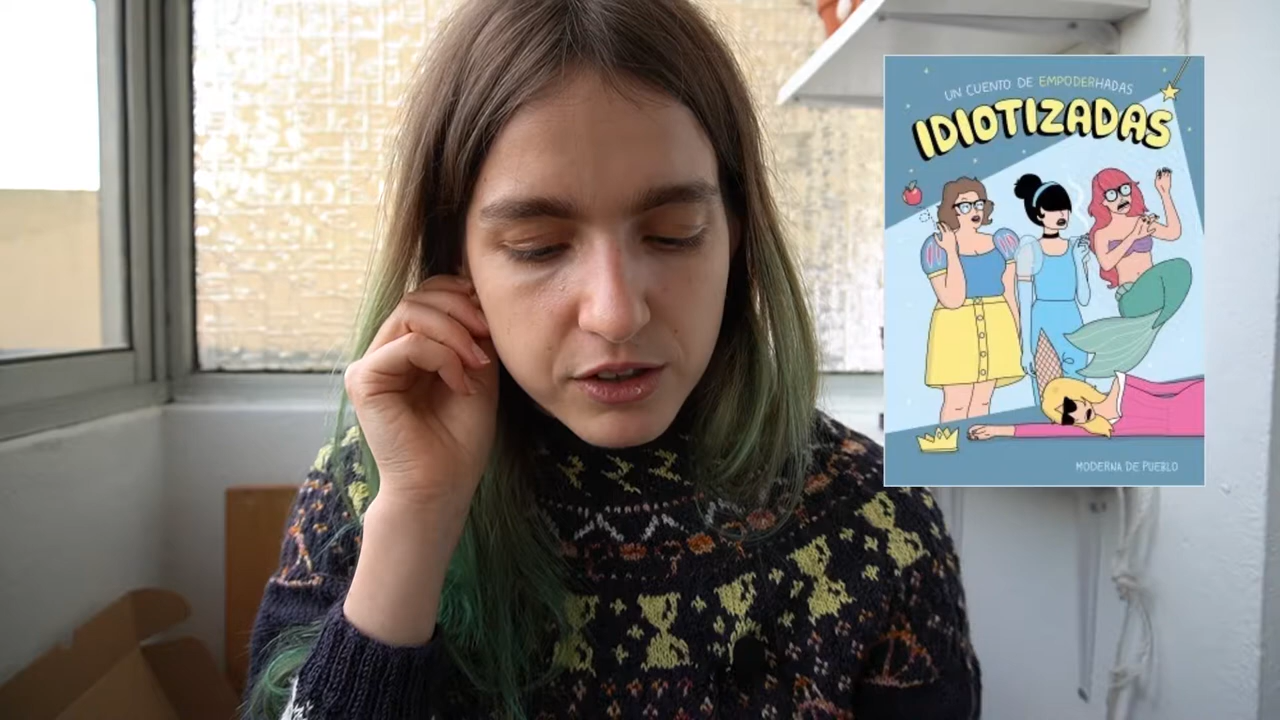 UN CUENTO DE EMPODERHADAS
IDIOTIZADAS
MODERNA DE PUEBLO